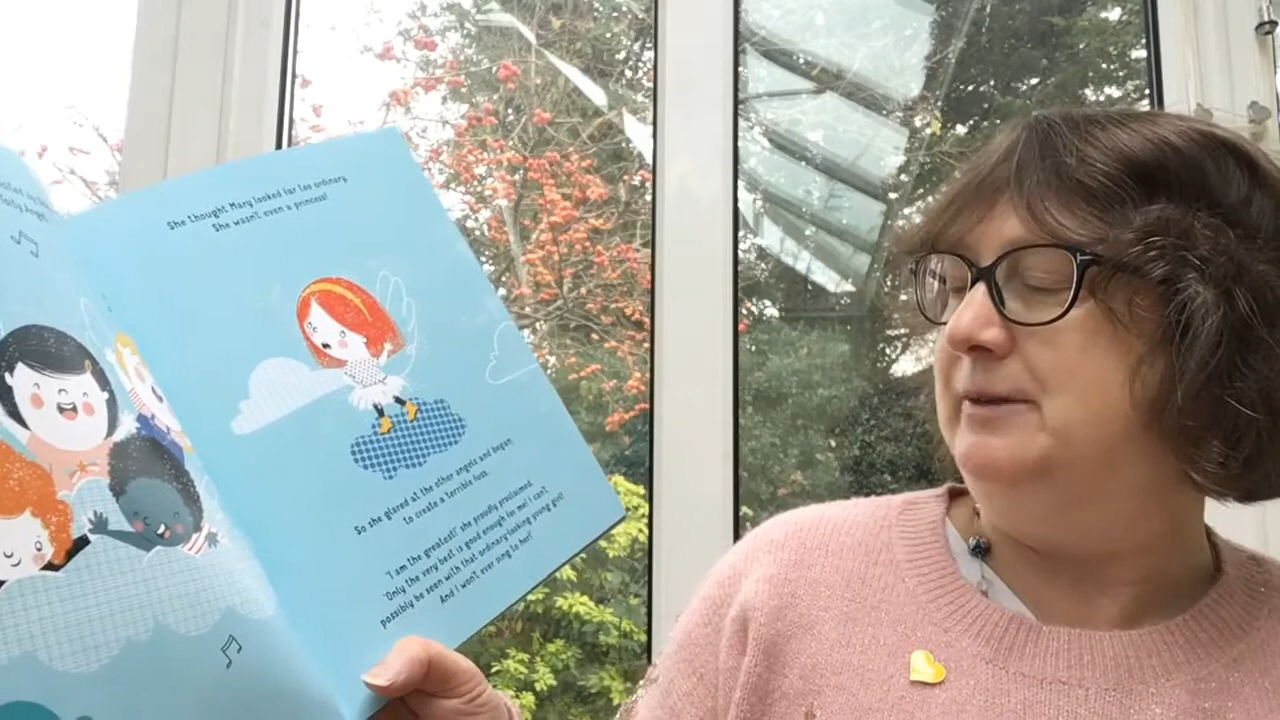 Angel
She thought Mary looked far too ordinary.
She wasn't even a princess!
So she glared at the other angels and began
to create a terrible fuss.
'I am the greatest!' she proudly proclaimed.
'Only the very best is good enough for me! I can't
possibly be seen with that ordinary-looking young girl!
And I won't ever sing to her!'